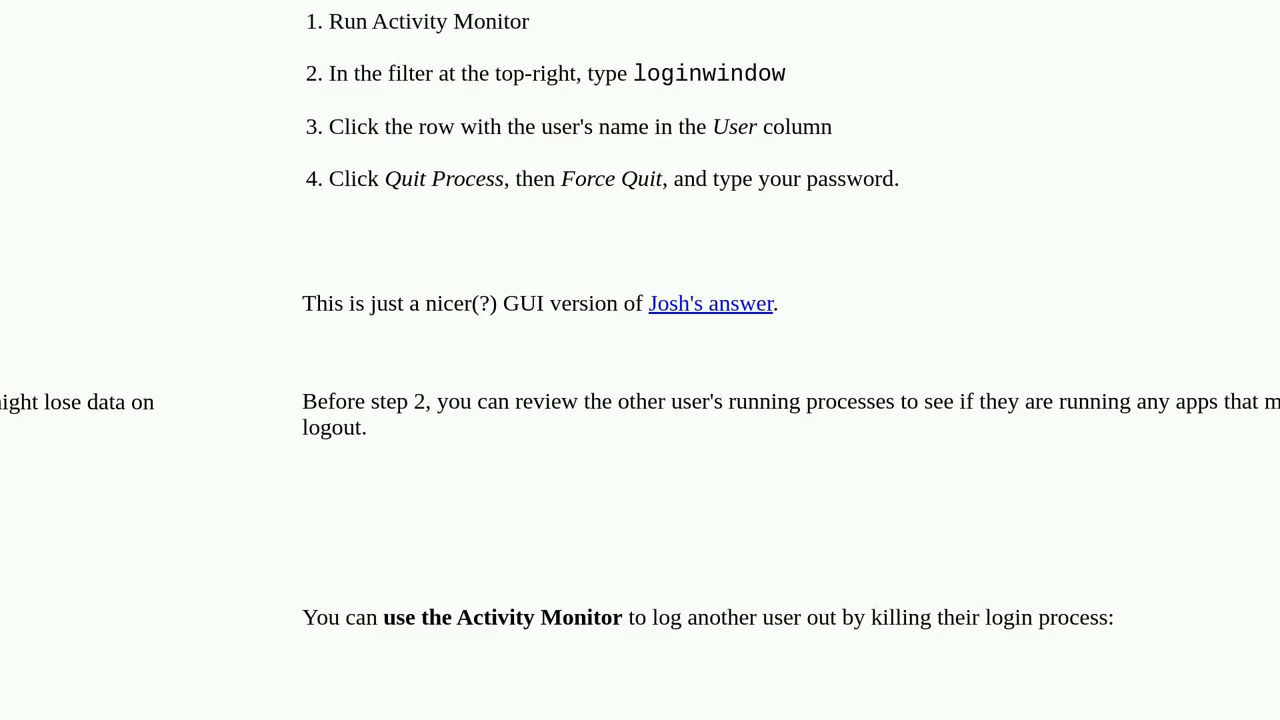 1. Run Activity Monitor
2. In the filter at the top-right, type loginwindow
3. Click the row with the user's name in the User column
4. Click Quit Process, then Force Quit, and type your password.
This is just a nicer(?) GUI version of Josh's answer.
lose data on
Before step 2, you can review the other user's running processes to see if they are running any apps that
logout.
You can use the Activity Monitor to log another user out by killing their login process: